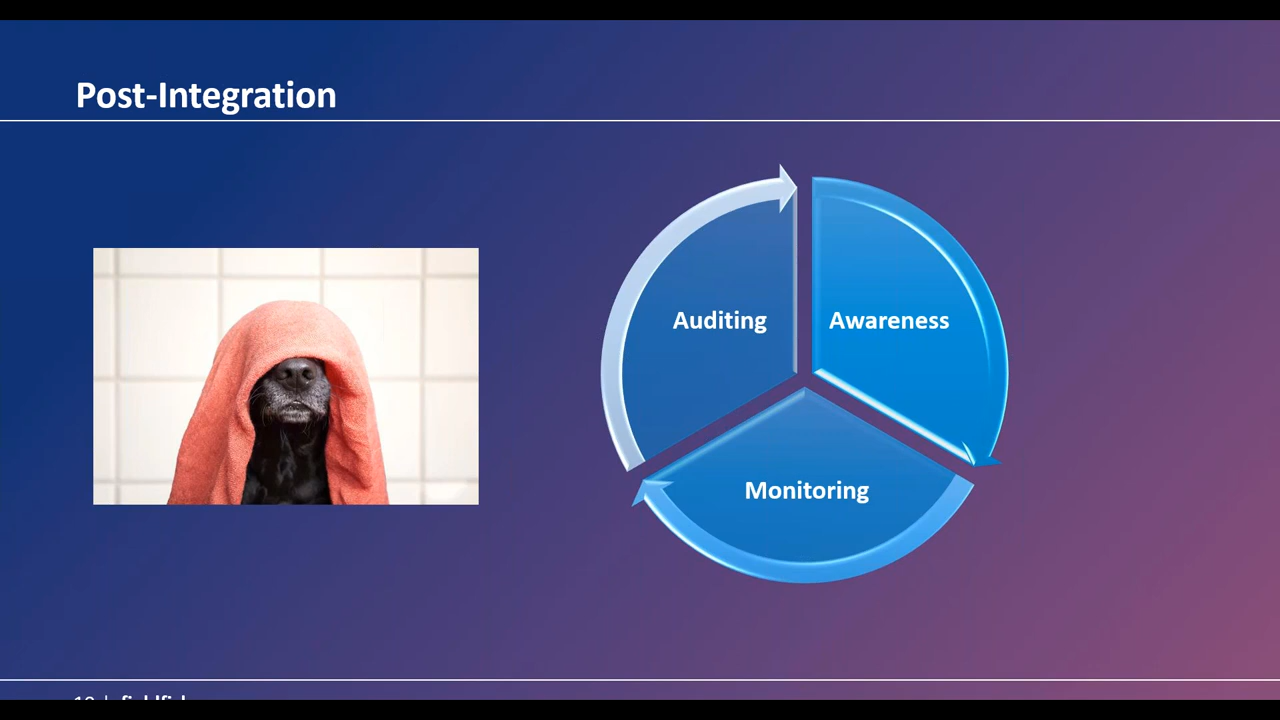 Post-Integration
Auditing
Awareness
Monitoring